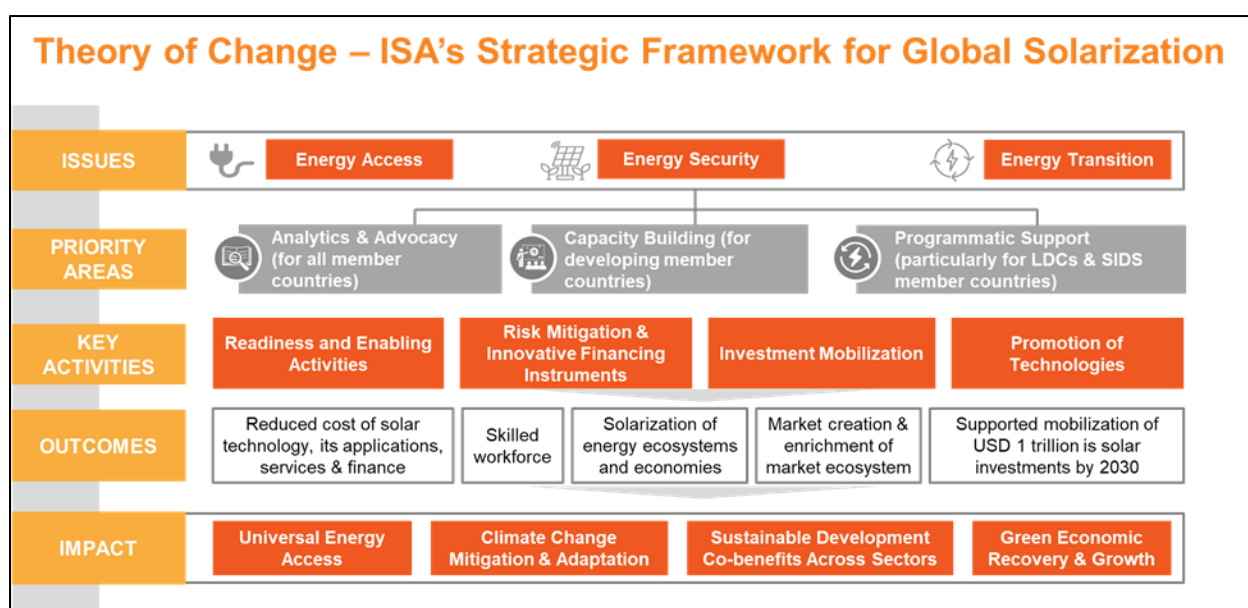 Theory of Change – ISA's Strategic Framework for Global Solarization
ISSUES
Energy Access
Energy Security
Energy Transition
PRIORITY
AREAS
Analytics & Advocacy
(for all member
countries)
Capacity Building (for
developing member
countries)
Programmatic Support
(particularly for LDCs & SIDS
member countries)
KEY
ACTIVITIES
Readiness and Enabling
Activities
Risk Mitigation &
Innovative Financing
Instruments
Investment Mobilization
Promotion of
Technologies
OUTCOMES
Reduced cost of solar
technology, its applications,
services & finance
Skilled
workforce
Solarization of
energy ecosystems
and economies
Market creation &
enrichment of
market ecosystem
Supported mobilization of
USD 1 trillion is solar
investments by 2030
IMPACT
Universal Energy
Access
Climate Change
Mitigation & Adaptation
Sustainable Development
Co-benefits Across Sectors
Green Economic
Recovery & Growth